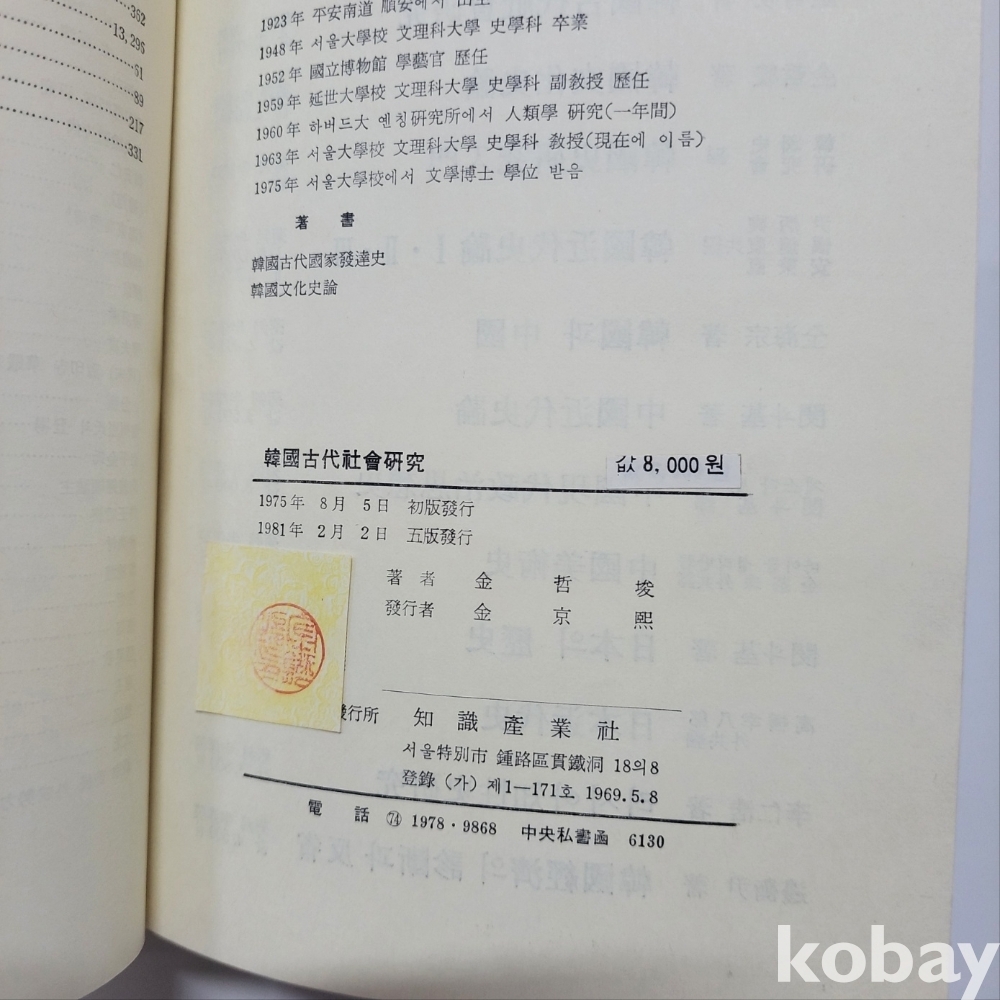 362
13,296
61
89
217
331
1923年 平安南道 順安에서 出生
1948年 서울大學校 文理科大學 史學科 卒業
1952年 國立博物館 學藝官 歷任
1959年 延世大學校 文理科大學 史學科 副敎授 歷任
1960年 하버드大 옌칭硏究所에서 人類學 硏究(一年間)
1963年 서울大學校 文理科大學 史學科 敎授(現在에 이름)
1975年 서울大學校에서 文學博士 學位 받음
著書
韓國古代國家發達史
韓國文化史論
韓國古代社會硏究 값 8,000원
1975年 8月 5日 初版發行
1981年 2月 2日 五版發行
著者 金哲埈
發行者 金京熙
發行所 知識產業社
서울特別市 鍾路區貫鐵洞 18의8
登錄 (가) 제1—171호 1969.5.8
電話 ㉔ 1978·9868 中央私書函 6130
kobay